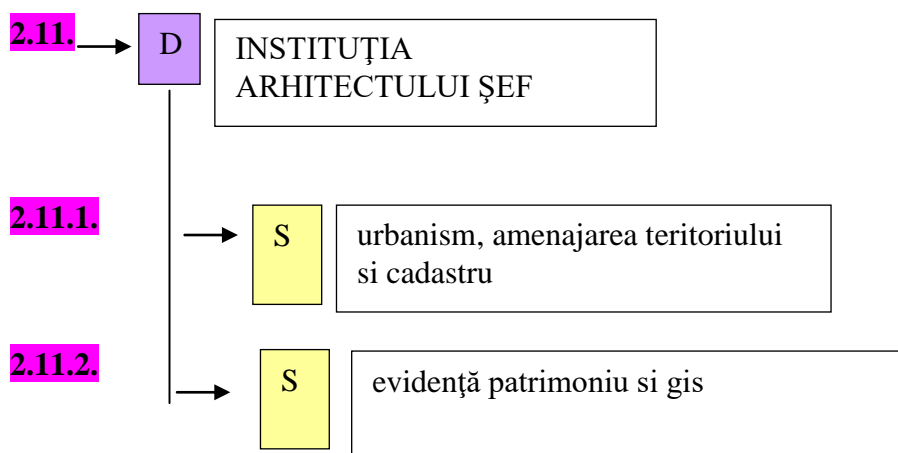 2.11.
D
INSTITUŢIA
ARHITECTULUI ŞEF
2.11.1.
S
urbanism, amenajarea teritoriului
si cadastru
2.11.2.
S
evidenţă patrimoniu si gis